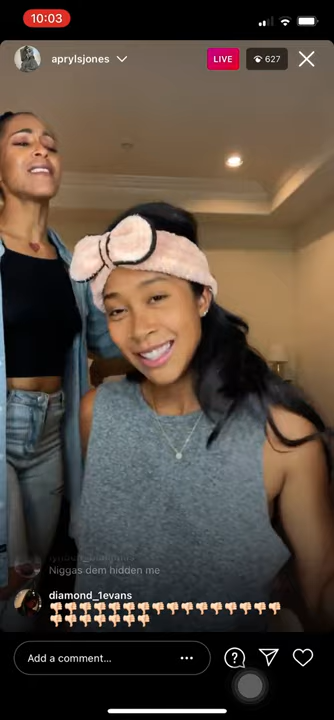 10:03
aprylsjones
LIVE
627
Niggas dem hidden me
diamond_1evans
👎🏼👎🏼👎🏼👎🏼👎🏼👎🏼👎🏼👎🏼👎🏼👎🏼👎🏼👎🏼👎🏼👎🏼👎🏼👎🏼
👎🏼👎🏼👎🏼👎🏼👎🏼👎🏼👎🏼
Add a comment...